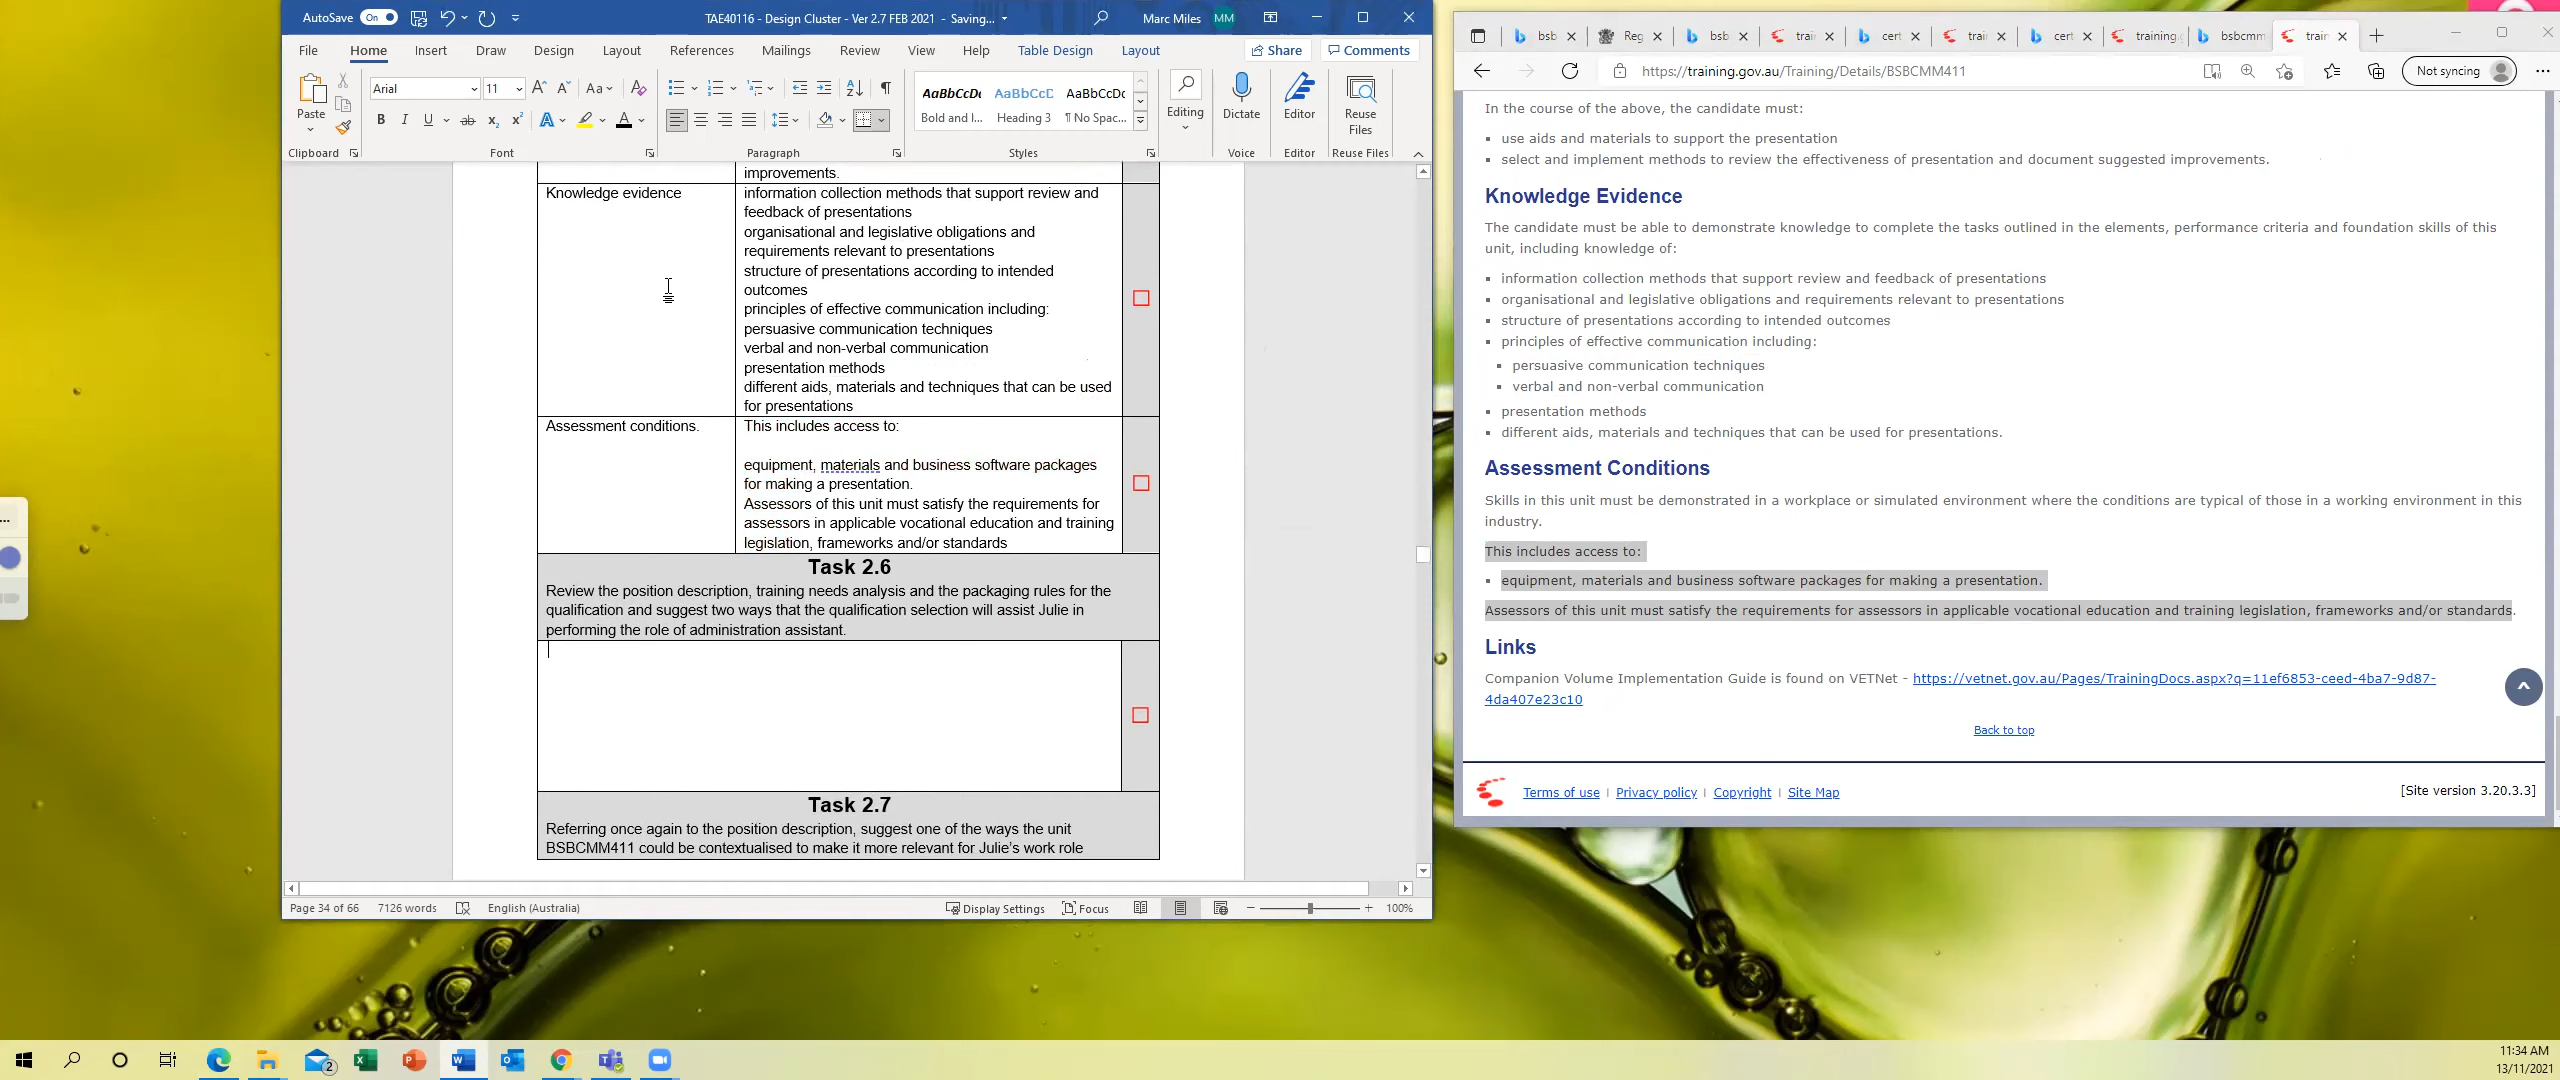 AutoSave On TAE40116 - Design Cluster - Ver 2.7 FEB 2021 - Saving... Marc Miles MM
File Home Insert Draw Design Layout References Mailings Review View Help Table Design Layout Share Comments
Paste
Arial 11 Aa
AaBbCcDc AaBbCcD AaBbCcDc
Bold and I... Heading 3 ¶ No Spac...
Editing Dictate Editor Reuse Files
Clipboard Font Paragraph Styles Voice Editor Reuse Files
improvements.
Knowledge evidence
information collection methods that support review and
feedback of presentations
organisational and legislative obligations and
requirements relevant to presentations
structure of presentations according to intended
outcomes
principles of effective communication including:
persuasive communication techniques
verbal and non-verbal communication
presentation methods
different aids, materials and techniques that can be used
for presentations
Assessment conditions.
This includes access to:
equipment, materials and business software packages
for making a presentation.
Assessors of this unit must satisfy the requirements for
assessors in applicable vocational education and training
legislation, frameworks and/or standards
Task 2.6
Review the position description, training needs analysis and the packaging rules for the
qualification and suggest two ways that the qualification selection will assist Julie in
performing the role of administration assistant.
Task 2.7
Referring once again to the position description, suggest one of the ways the unit
BSBCMM411 could be contextualised to make it more relevant for Julie's work role
Page 34 of 66 7126 words English (Australia) Display Settings Focus 100%
bsb Reg bsb trai cert trai cert training. bsbcmm train
https://training.gov.au/Training/Details/BSBCMM411 Not syncing
In the course of the above, the candidate must:
▪ use aids and materials to support the presentation
▪ select and implement methods to review the effectiveness of presentation and document suggested improvements.
Knowledge Evidence
The candidate must be able to demonstrate knowledge to complete the tasks outlined in the elements, performance criteria and foundation skills of this
unit, including knowledge of:
▪ information collection methods that support review and feedback of presentations
▪ organisational and legislative obligations and requirements relevant to presentations
▪ structure of presentations according to intended outcomes
▪ principles of effective communication including:
▪ persuasive communication techniques
▪ verbal and non-verbal communication
▪ presentation methods
▪ different aids, materials and techniques that can be used for presentations.
Assessment Conditions
Skills in this unit must be demonstrated in a workplace or simulated environment where the conditions are typical of those in a working environment in this
industry.
This includes access to:
▪ equipment, materials and business software packages for making a presentation.
Assessors of this unit must satisfy the requirements for assessors in applicable vocational education and training legislation, frameworks and/or standards.
Links
Companion Volume Implementation Guide is found on VETNet - https://vetnet.gov.au/Pages/TrainingDocs.aspx?q=11ef6853-ceed-4ba7-9d87-
4da407e23c10
Back to top
Terms of use | Privacy policy | Copyright | Site Map [Site version 3.20.3.3]
2
11:34 AM
13/11/2021